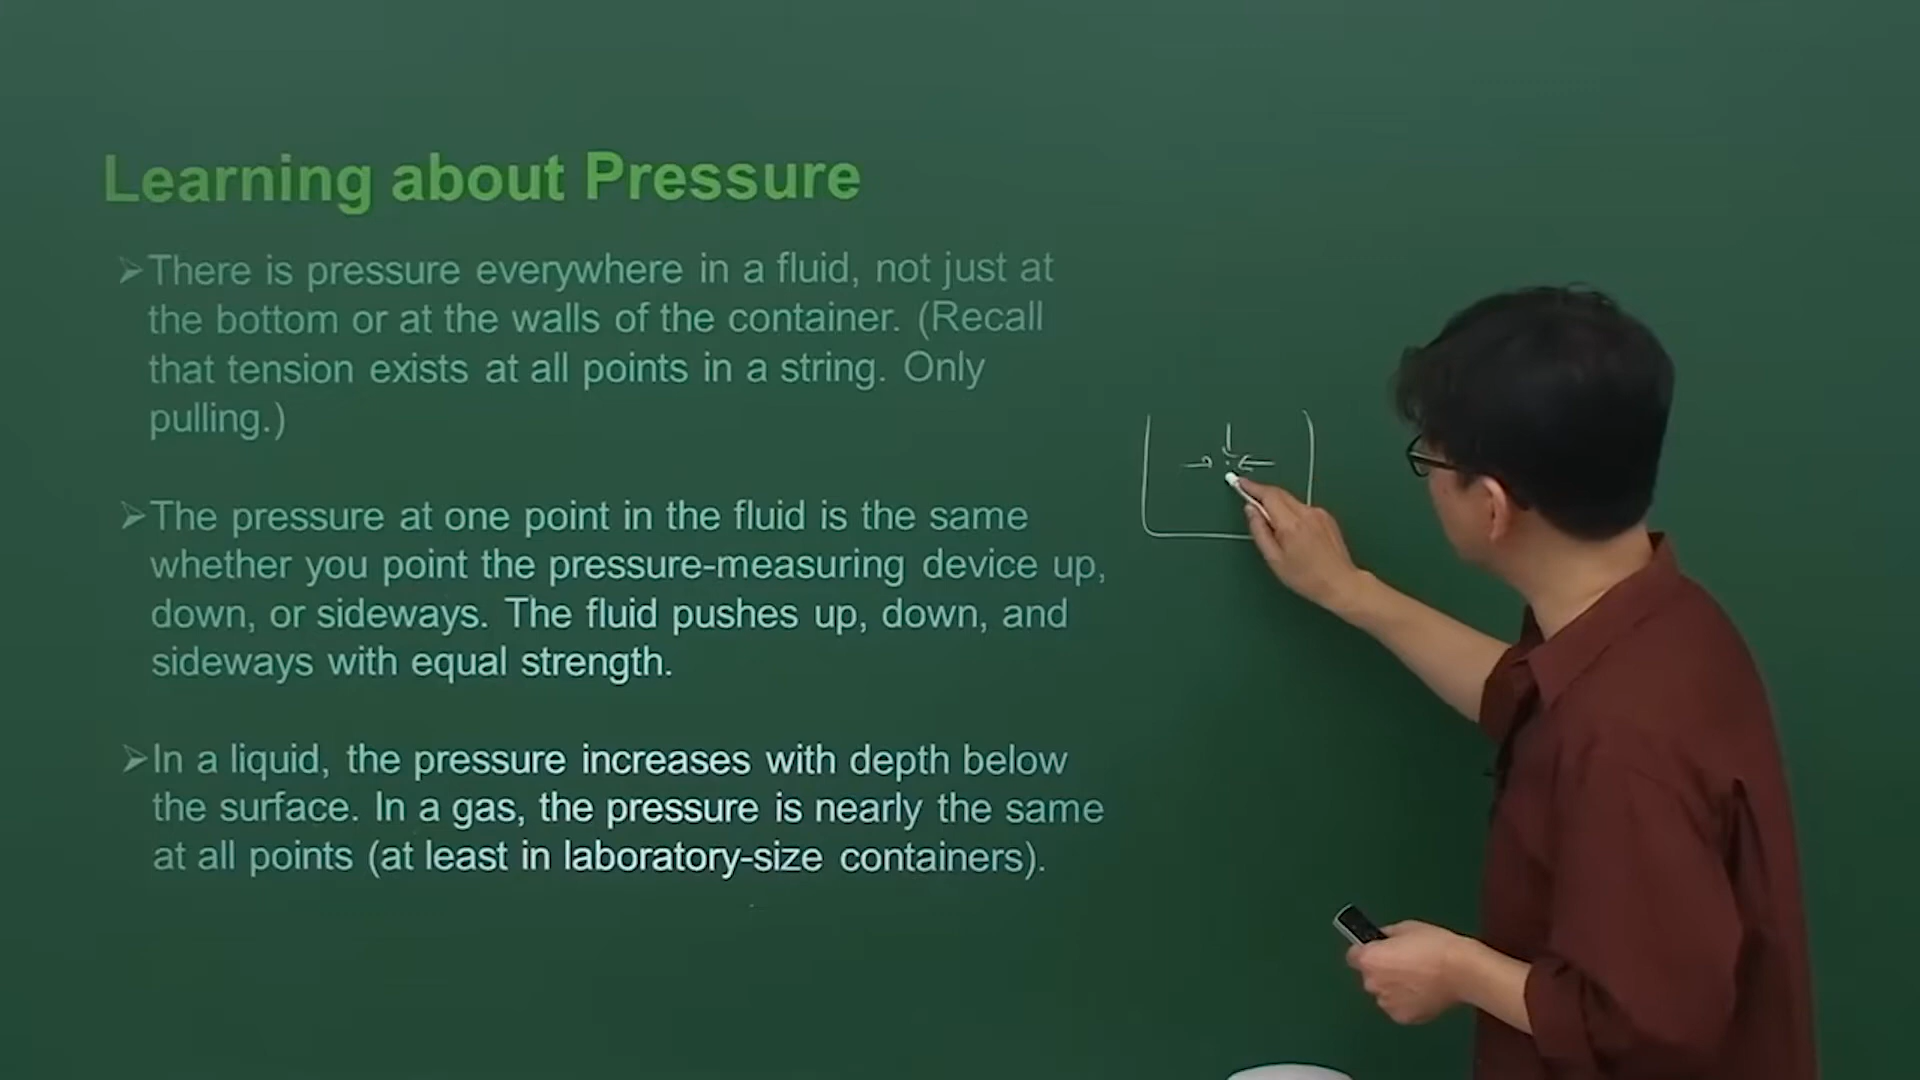 Learning about Pressure
➢There is pressure everywhere in a fluid, not just at
the bottom or at the walls of the container. (Recall
that tension exists at all points in a string. Only
pulling.)
➢The pressure at one point in the fluid is the same
whether you point the pressure-measuring device up,
down, or sideways. The fluid pushes up, down, and
sideways with equal strength.
➢In a liquid, the pressure increases with depth below
the surface. In a gas, the pressure is nearly the same
at all points (at least in laboratory-size containers).